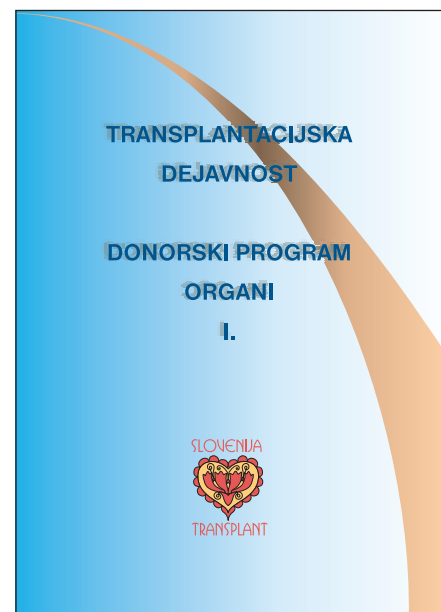 TRANSPLANTACIJSKA
DEJAVNOST
DONORSKI PROGRAM
ORGANI
I.
SLOVENIJA
TRANSPLANT